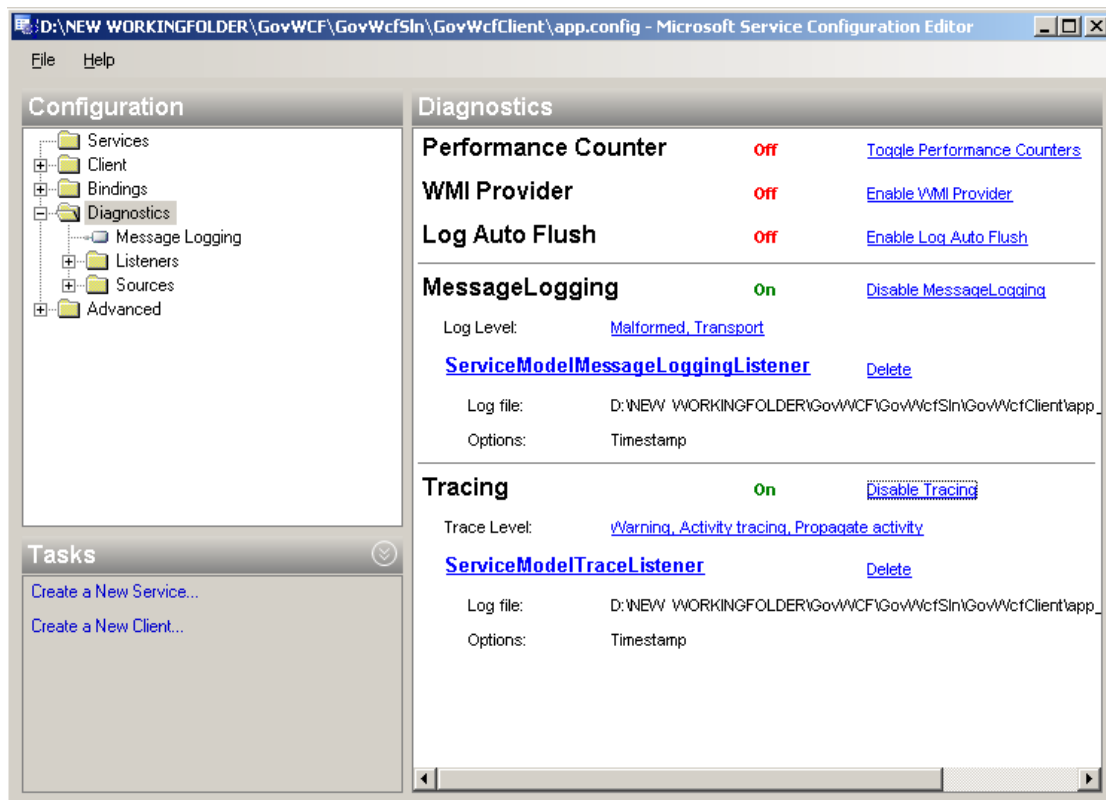 D:\NEW WORKINGFOLDER\GovWCF\GovWcfSln\GovWcfClient\app.config - Microsoft Service Configuration Editor
File Help
Configuration
Services
Client
Bindings
Diagnostics
Message Logging
Listeners
Sources
Advanced
Tasks
Create a New Service...
Create a New Client...
Diagnostics
Performance Counter Off Toggle Performance Counters
WMI Provider Off Enable WMI Provider
Log Auto Flush Off Enable Log Auto Flush
MessageLogging On Disable MessageLogging
Log Level: Malformed, Transport
ServiceModelMessageLoggingListener Delete
Log file: D:\NEW WORKINGFOLDER\GovWCF\GovWcfSln\GovWcfClient\app_
Options: Timestamp
Tracing On Disable Tracing
Trace Level: Warning, Activity tracing, Propagate activity
ServiceModelTraceListener Delete
Log file: D:\NEW WORKINGFOLDER\GovWCF\GovWcfSln\GovWcfClient\app_
Options: Timestamp